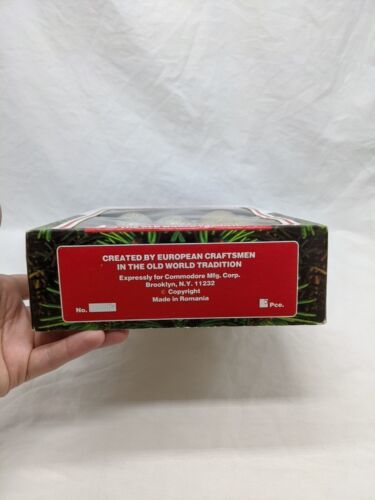 CREATED BY EUROPEAN CRAFTSMEN
IN THE OLD WORLD TRADITION
Expressly for Commodore Mfg. Corp.
Brooklyn, N.Y. 11232
© Copyright
Made in Romania
No.
Pce.